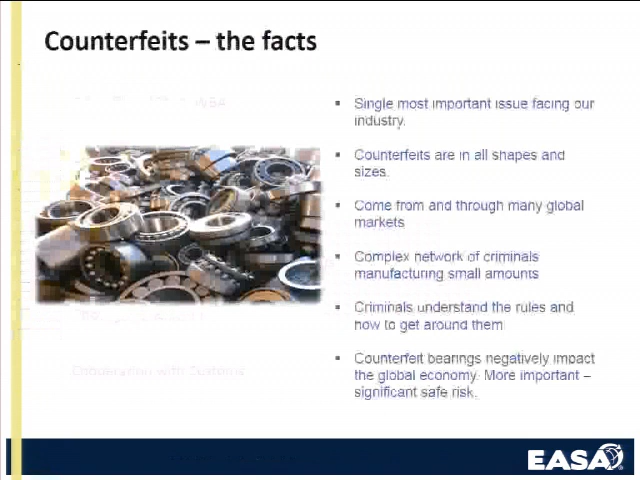 Counterfeits – the facts
Single most important issue facing our
industry.
Counterfeits are in all shapes and
sizes.
Come from and through many global
markets
Complex network of criminals
manufacturing small amounts
Criminals understand the rules and
how to get around them
Counterfeit bearings negatively impact
the global economy. More important –
significant safe risk.
with Customs
EASA